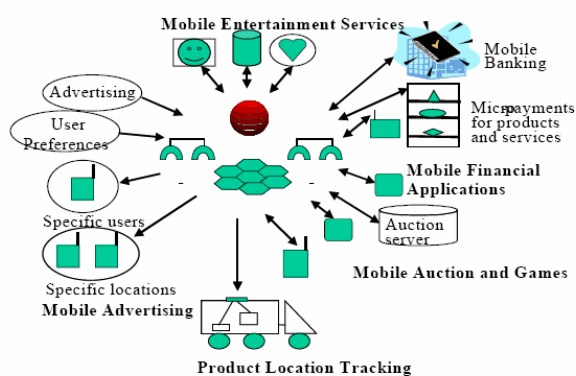 Mobile Entertainment Services
Mobile
Banking
Advertising
User
Preferences
Micropayments
for products
and services
Mobile Financial
Applications
Specific users
Auction
server
Specific locations
Mobile Advertising
Mobile Auction and Games
Product Location Tracking